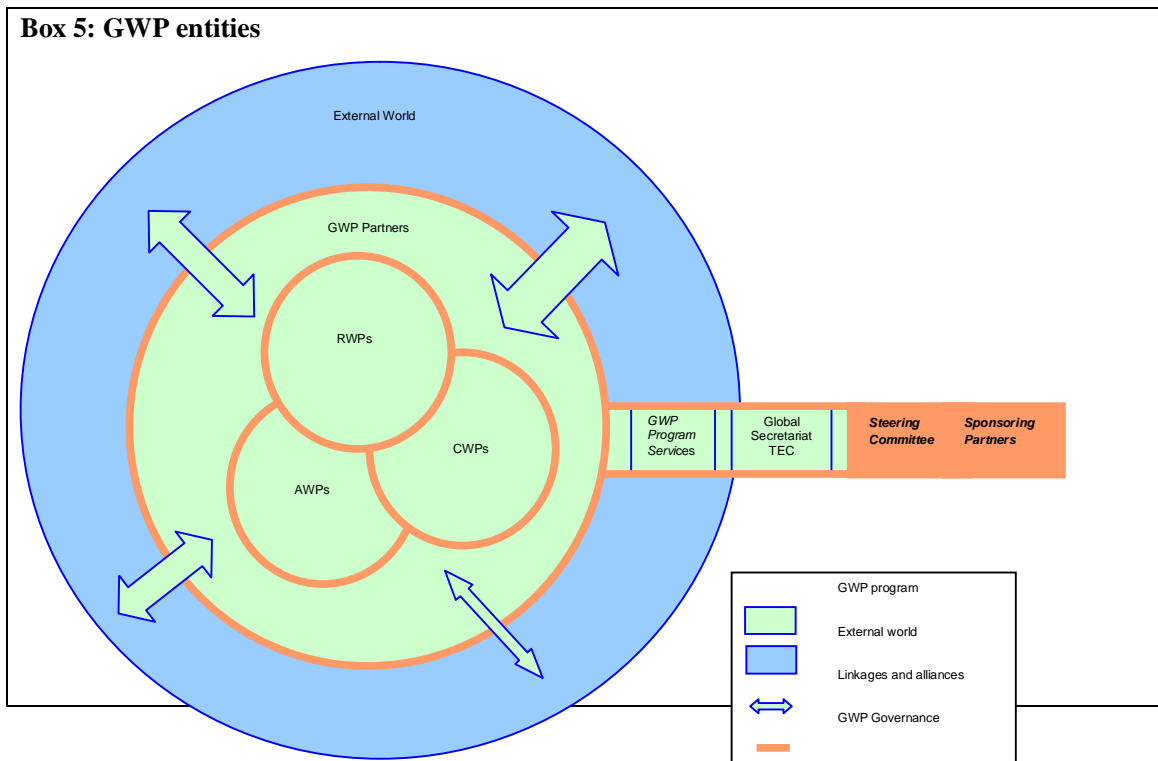 Box 5: GWP entities
External World
GWP Partners
RWPs
CWPs
AWPs
GWP
Program
Services
Global
Secretariat
TEC
Steering
Committee
Sponsoring
Partners
GWP program
External world
Linkages and alliances
GWP Governance